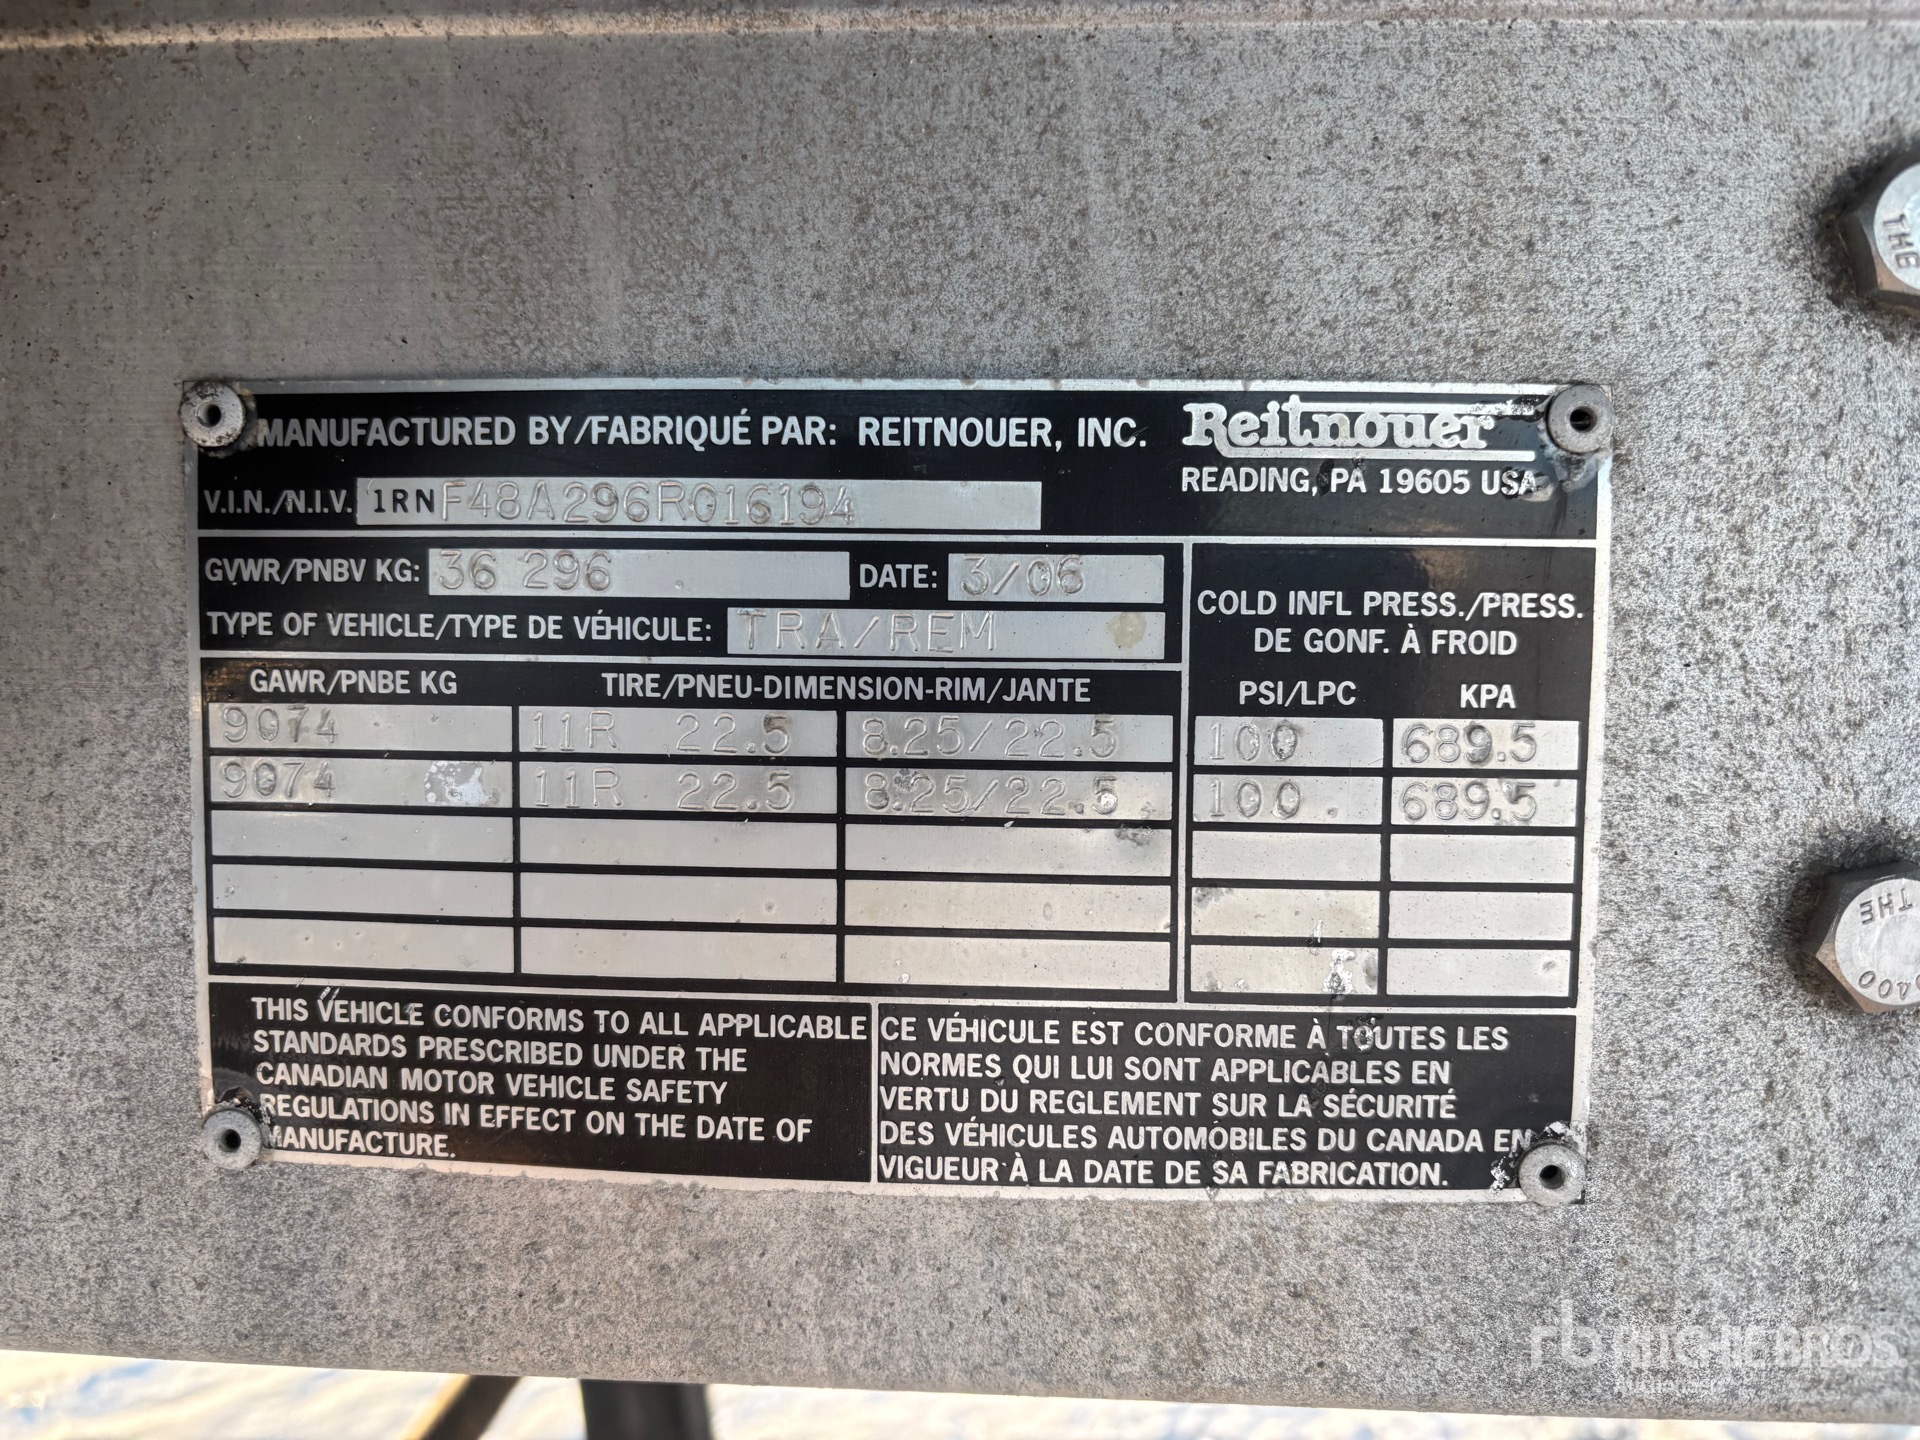 MANUFACTURED BY/FABRIQUÉ PAR: REITNOUER, INC.
Reitnouer
READING, PA 19605 USA
V.I.N./N.I.V. 1RNF48A296R016194
GVWR/PNBV KG: 36 296 DATE: 3/06
TYPE OF VEHICLE/TYPE DE VÉHICULE: TRA/REM
COLD INFL PRESS./PRESS.
DE GONF. À FROID
GAWR/PNBE KG TIRE/PNEU-DIMENSION-RIM/JANTE PSI/LPC KPA
9074 11R 22.5 8.25/22.5 100 689.5
9074 11R 22.5 8.25/22.5 100 689.5
THIS VEHICLE CONFORMS TO ALL APPLICABLE
STANDARDS PRESCRIBED UNDER THE
CANADIAN MOTOR VEHICLE SAFETY
REGULATIONS IN EFFECT ON THE DATE OF
MANUFACTURE.
CE VÉHICULE EST CONFORME À TOUTES LES
NORMES QUI LUI SONT APPLICABLES EN
VERTU DU REGLEMENT SUR LA SÉCURITÉ
DES VÉHICULES AUTOMOBILES DU CANADA EN
VIGUEUR À LA DATE DE SA FABRICATION.
THE
THE
rb RITCHIE BROS.
Auctioneers